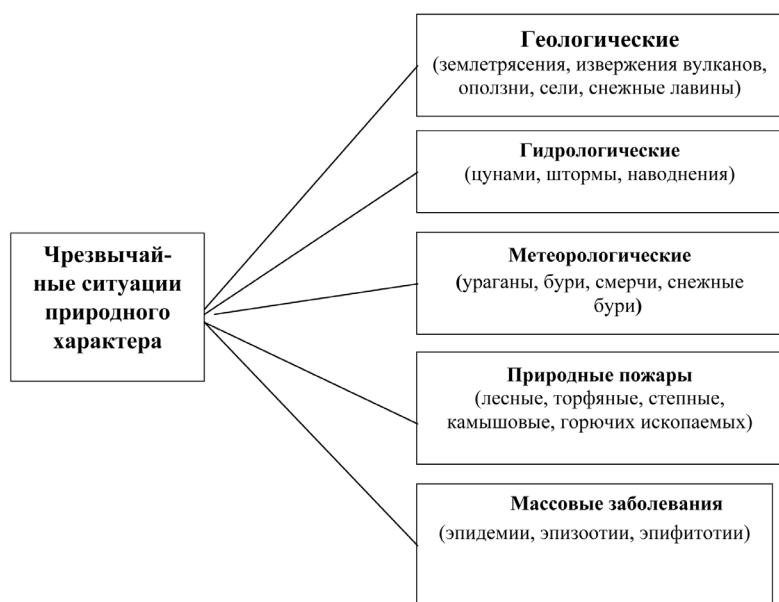 Чрезвычай-
ные ситуации
природного
характера
Геологические
(землетрясения, извержения вулканов,
оползни, сели, снежные лавины)
Гидрологические
(цунами, штормы, наводнения)
Метеорологические
(ураганы, бури, смерчи, снежные
бури)
Природные пожары
(лесные, торфяные, степные,
камышовые, горючих ископаемых)
Массовые заболевания
(эпидемии, эпизоотии, эпифитотии)